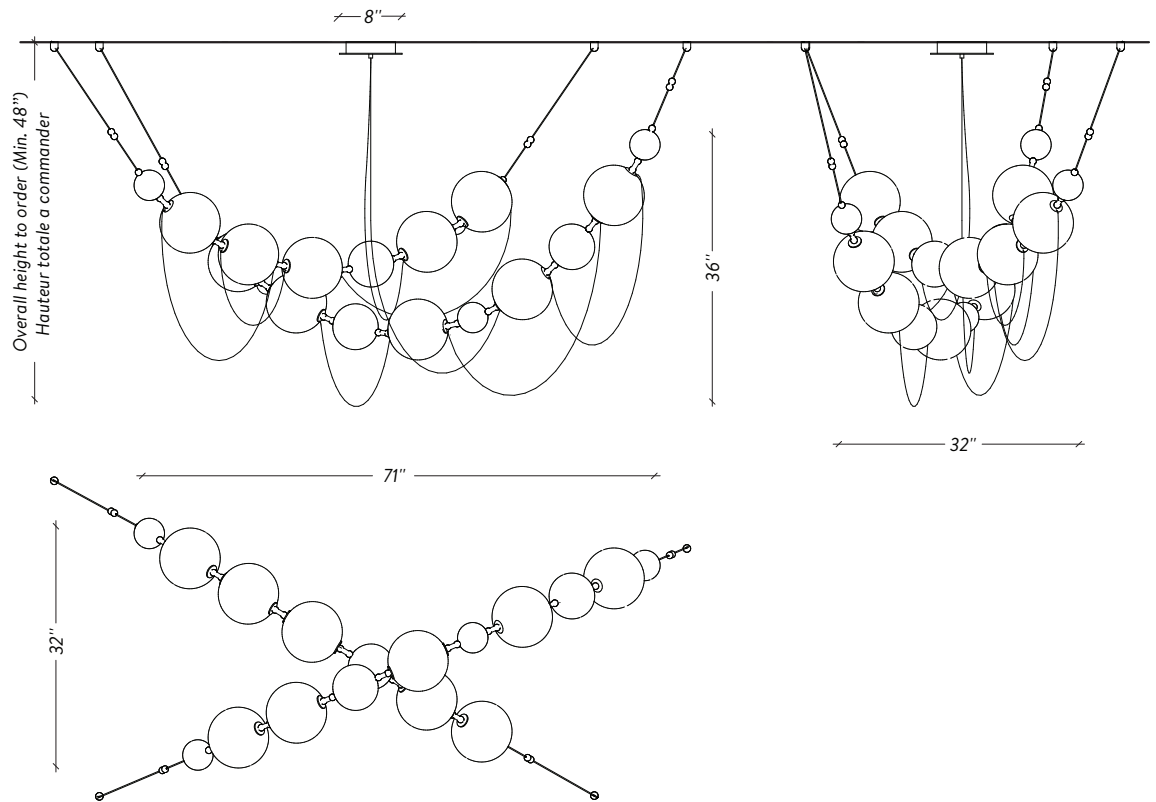 8"
Overall height to order (Min. 48")
Hauteur totale a commander
36"
32"
71"
32"